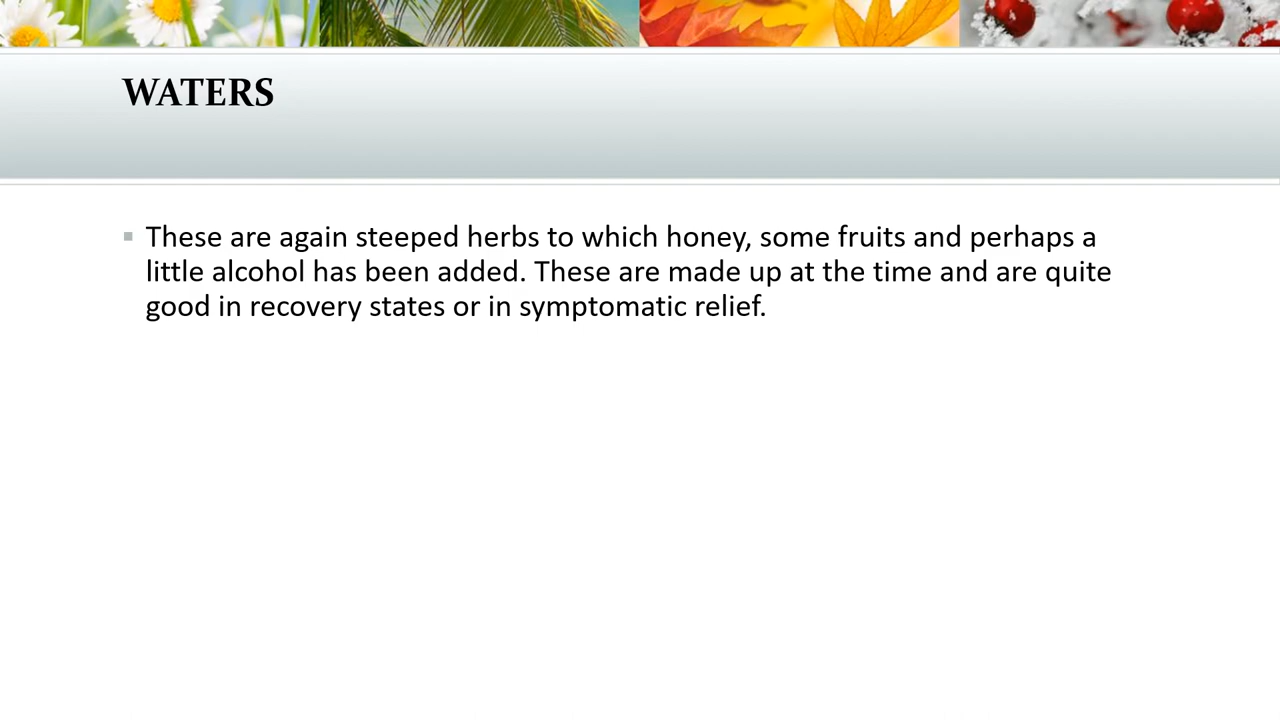 WATERS
These are again steeped herbs to which honey, some fruits and perhaps a
little alcohol has been added. These are made up at the time and are quite
good in recovery states or in symptomatic relief.